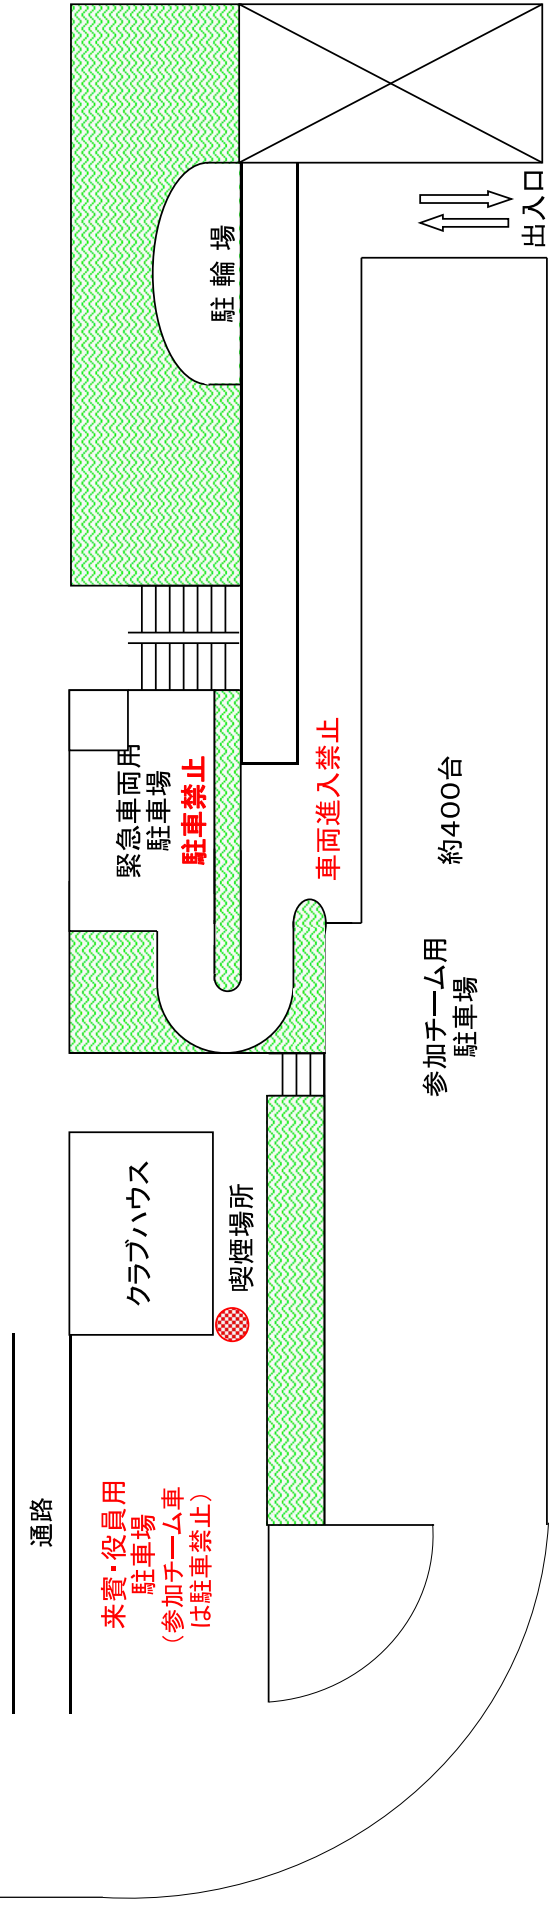 通路
来賓・役員用
駐車場
(参加チーム車
は駐車禁止)
クラブハウス
喫煙場所
緊急車両用
駐車場
駐車禁止
駐輪場
車両進入禁止
参加チーム用
駐車場
約400台
出入口